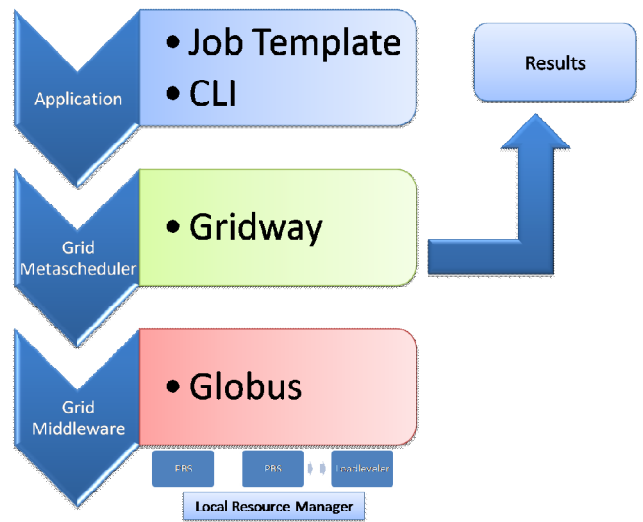 • Job Template
• CLI
Application
Results
• Gridway
Grid
Metascheduler
• Globus
Grid
Middleware
PBS
Loadleveler
Local Resource Manager